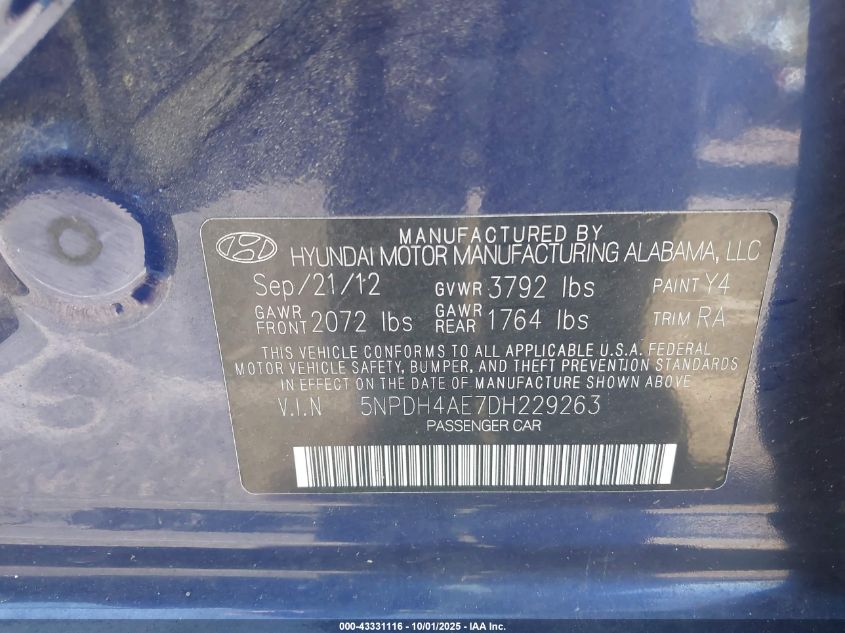 MANUFACTURED BY
HYUNDAI MOTOR MANUFACTURING ALABAMA, LLC
Sep/21/12 GVWR 3792 lbs PAINT Y4
GAWR FRONT 2072 lbs GAWR REAR 1764 lbs TRIM RA
THIS VEHICLE CONFORMS TO ALL APPLICABLE U.S.A. FEDERAL
MOTOR VEHICLE SAFETY, BUMPER, AND THEFT PREVENTION STANDARDS
IN EFFECT ON THE DATE OF MANUFACTURE SHOWN ABOVE.
V.I.N 5NPDH4AE7DH229263
PASSENGER CAR
000-43331116 - 10/01/2025 - IAA Inc.